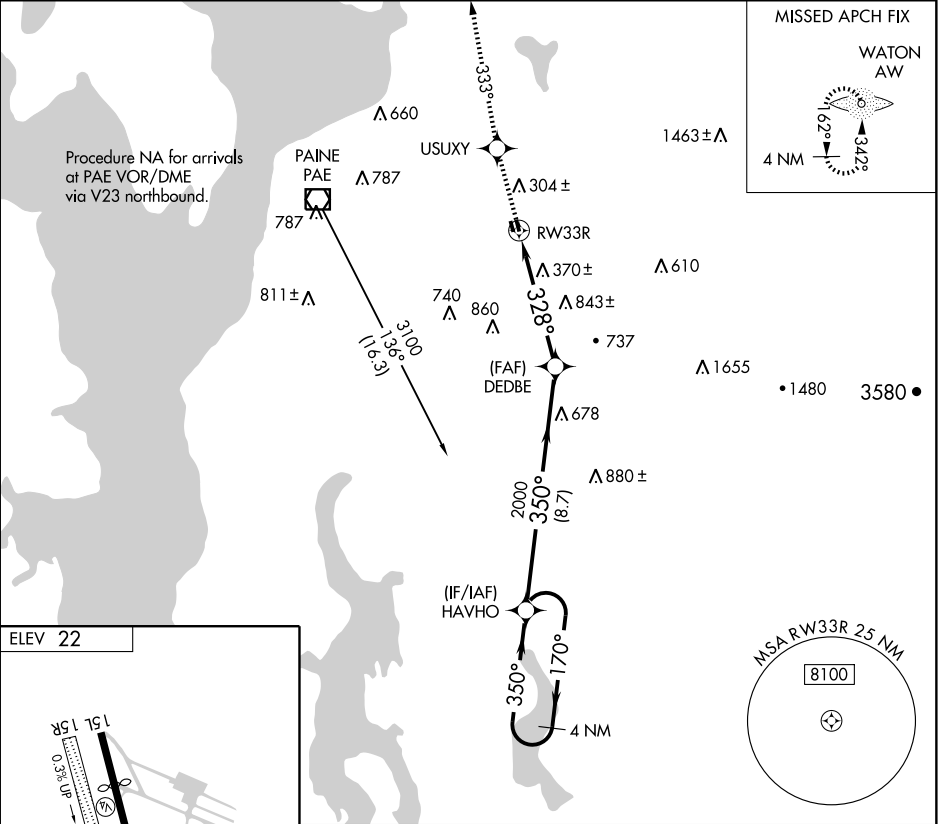 MISSED APCH FIX
WATON
AW
162°
342°
4 NM
333°
660
USUXY
1463±
Procedure NA for arrivals
at PAE VOR/DME
via V23 northbound.
PAINE
PAE
787
787
304±
RW33R
811±
370±
610
740
860
843±
328°
737
3100
136°
(16.3)
(FAF)
DEDBE
1655
1480
3580
678
880±
2000
350°
(8.7)
(IF/IAF)
HAVHO
350°
170°
4 NM
MSA RW33R 25 NM
8100
ELEV 22
15R
15L
0.3% UP